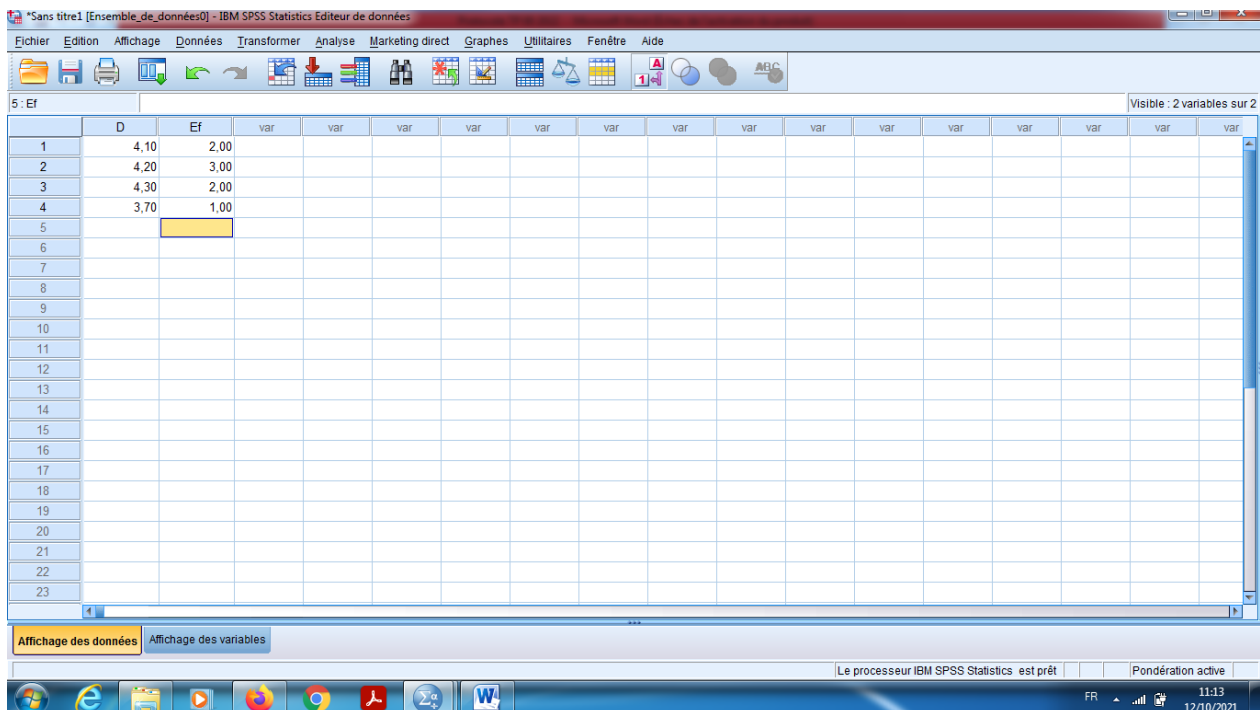 *Sans titre1 [Ensemble_de_données0] - IBM SPSS Statistics Editeur de données
Fichier Edition Affichage Données Transformer Analyse Marketing direct Graphes Utilitaires Fenêtre Aide
5 : Ef Visible : 2 variables sur 2
D Ef var var var var var var var var var var var var var var var
1 4,10 2,00
2 4,20 3,00
3 4,30 2,00
4 3,70 1,00
5
6
7
8
9
10
11
12
13
14
15
16
17
18
19
20
21
22
23
Affichage des données Affichage des variables
Le processeur IBM SPSS Statistics est prêt Pondération active
FR 11:13
12/10/2021